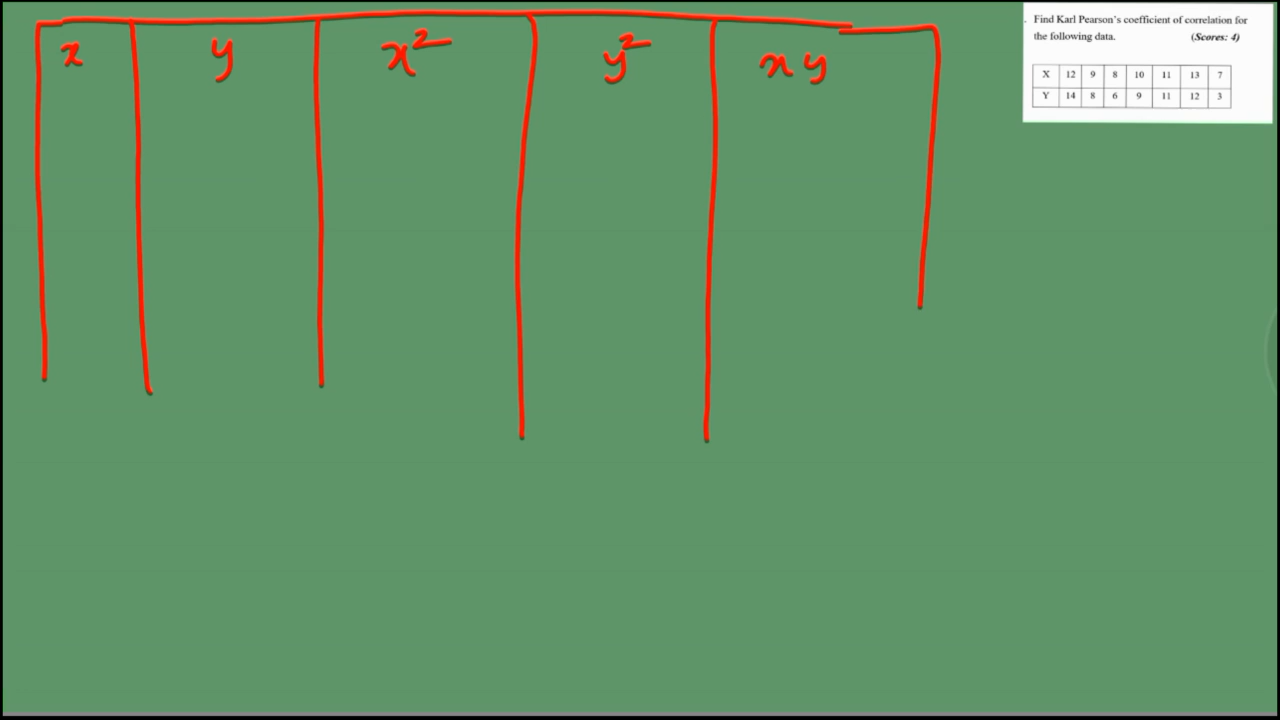 x y x² y² xy
. Find Karl Pearson's coefficient of correlation for
the following data. (Scores: 4)
X 12 9 8 10 11 13 7
Y 14 8 6 9 11 12 3